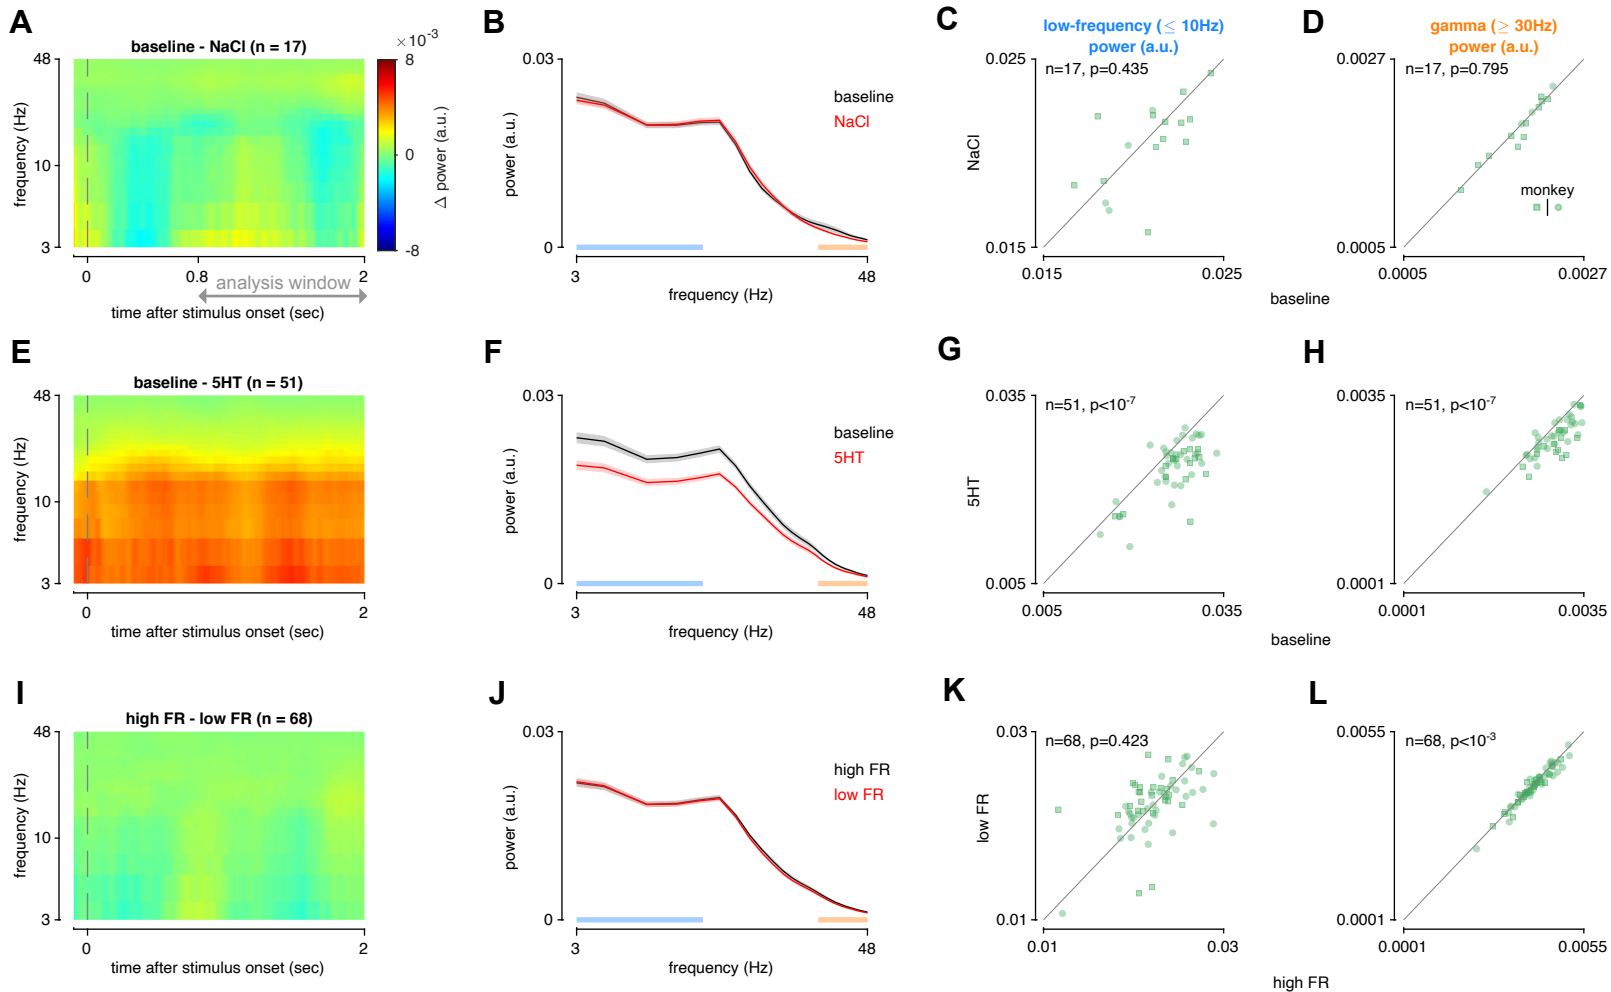 A
baseline - NaCl (n = 17)
×10-3
48
10
3
frequency (Hz)
8
0
-8
Δ power (a.u.)
0
0.8
2
analysis window
time after stimulus onset (sec)
B
0.03
0
power (a.u.)
baseline
NaCl
3
48
frequency (Hz)
C
low-frequency (≤ 10Hz)
power (a.u.)
0.025
n=17, p=0.435
NaCl
0.015
0.015
0.025
baseline
D
gamma (≥ 30Hz)
power (a.u.)
0.0027
n=17, p=0.795
monkey
0.0005
0.0005
0.0027
E
baseline - 5HT (n = 51)
48
10
3
frequency (Hz)
0
2
time after stimulus onset (sec)
F
0.03
0
power (a.u.)
baseline
5HT
3
48
frequency (Hz)
G
0.035
n=51, p<10-7
5HT
0.005
0.005
0.035
baseline
H
0.0035
n=51, p<10-7
0.0001
0.0001
0.0035
I
high FR - low FR (n = 68)
48
10
3
frequency (Hz)
0
2
time after stimulus onset (sec)
J
0.03
0
power (a.u.)
high FR
low FR
3
48
frequency (Hz)
K
0.03
n=68, p=0.423
low FR
0.01
0.01
0.03
high FR
L
0.0055
n=68, p<10-3
0.0001
0.0001
0.0055